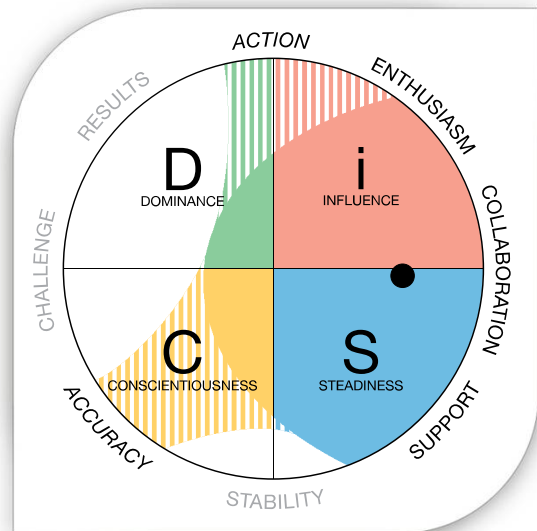 ACTION
RESULTS
ENTHUSIASM
D
DOMINANCE
i
INFLUENCE
CHALLENGE
COLLABORATION
C
CONSCIENTIOUSNESS
S
STEADINESS
ACCURACY
SUPPORT
STABILITY